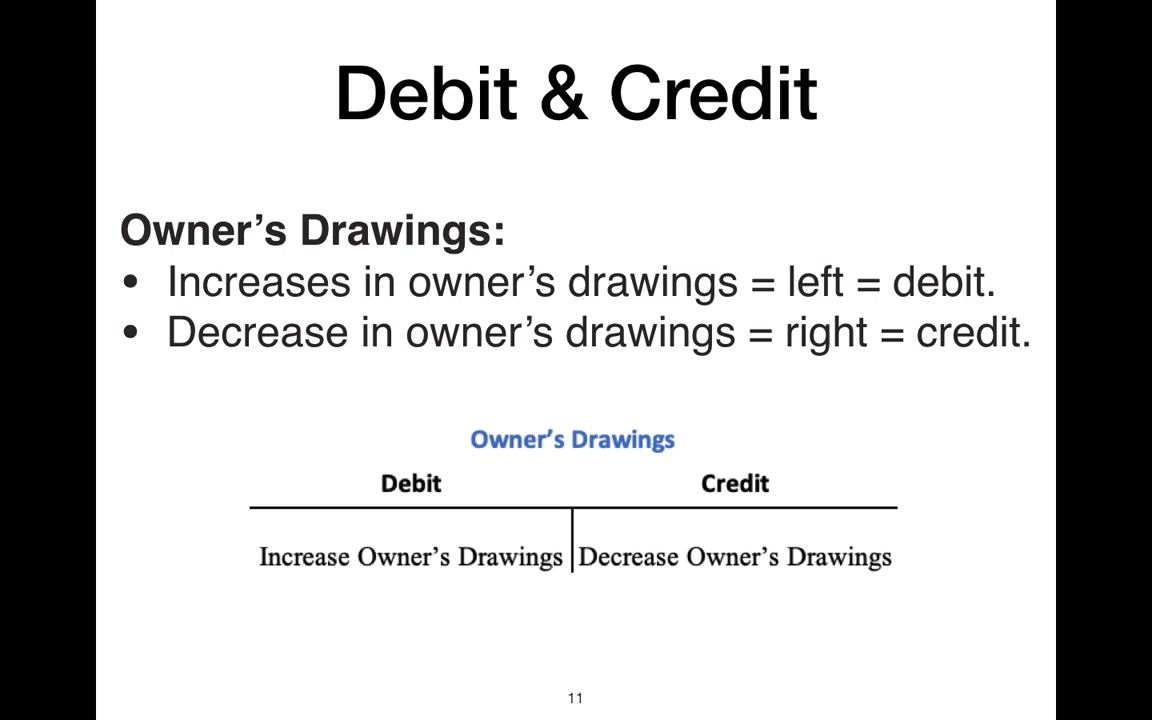 Debit & Credit
Owner’s Drawings:
• Increases in owner’s drawings = left = debit.
• Decrease in owner’s drawings = right = credit.
Owner’s Drawings
Debit Credit
Increase Owner’s Drawings Decrease Owner’s Drawings
11